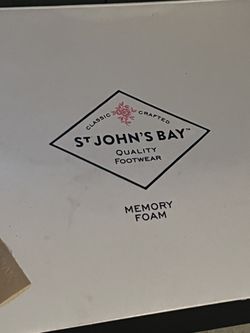 CLASSIC CRAFTED
ST JOHN'S BAY™
QUALITY
FOOTWEAR
MEMORY
FOAM